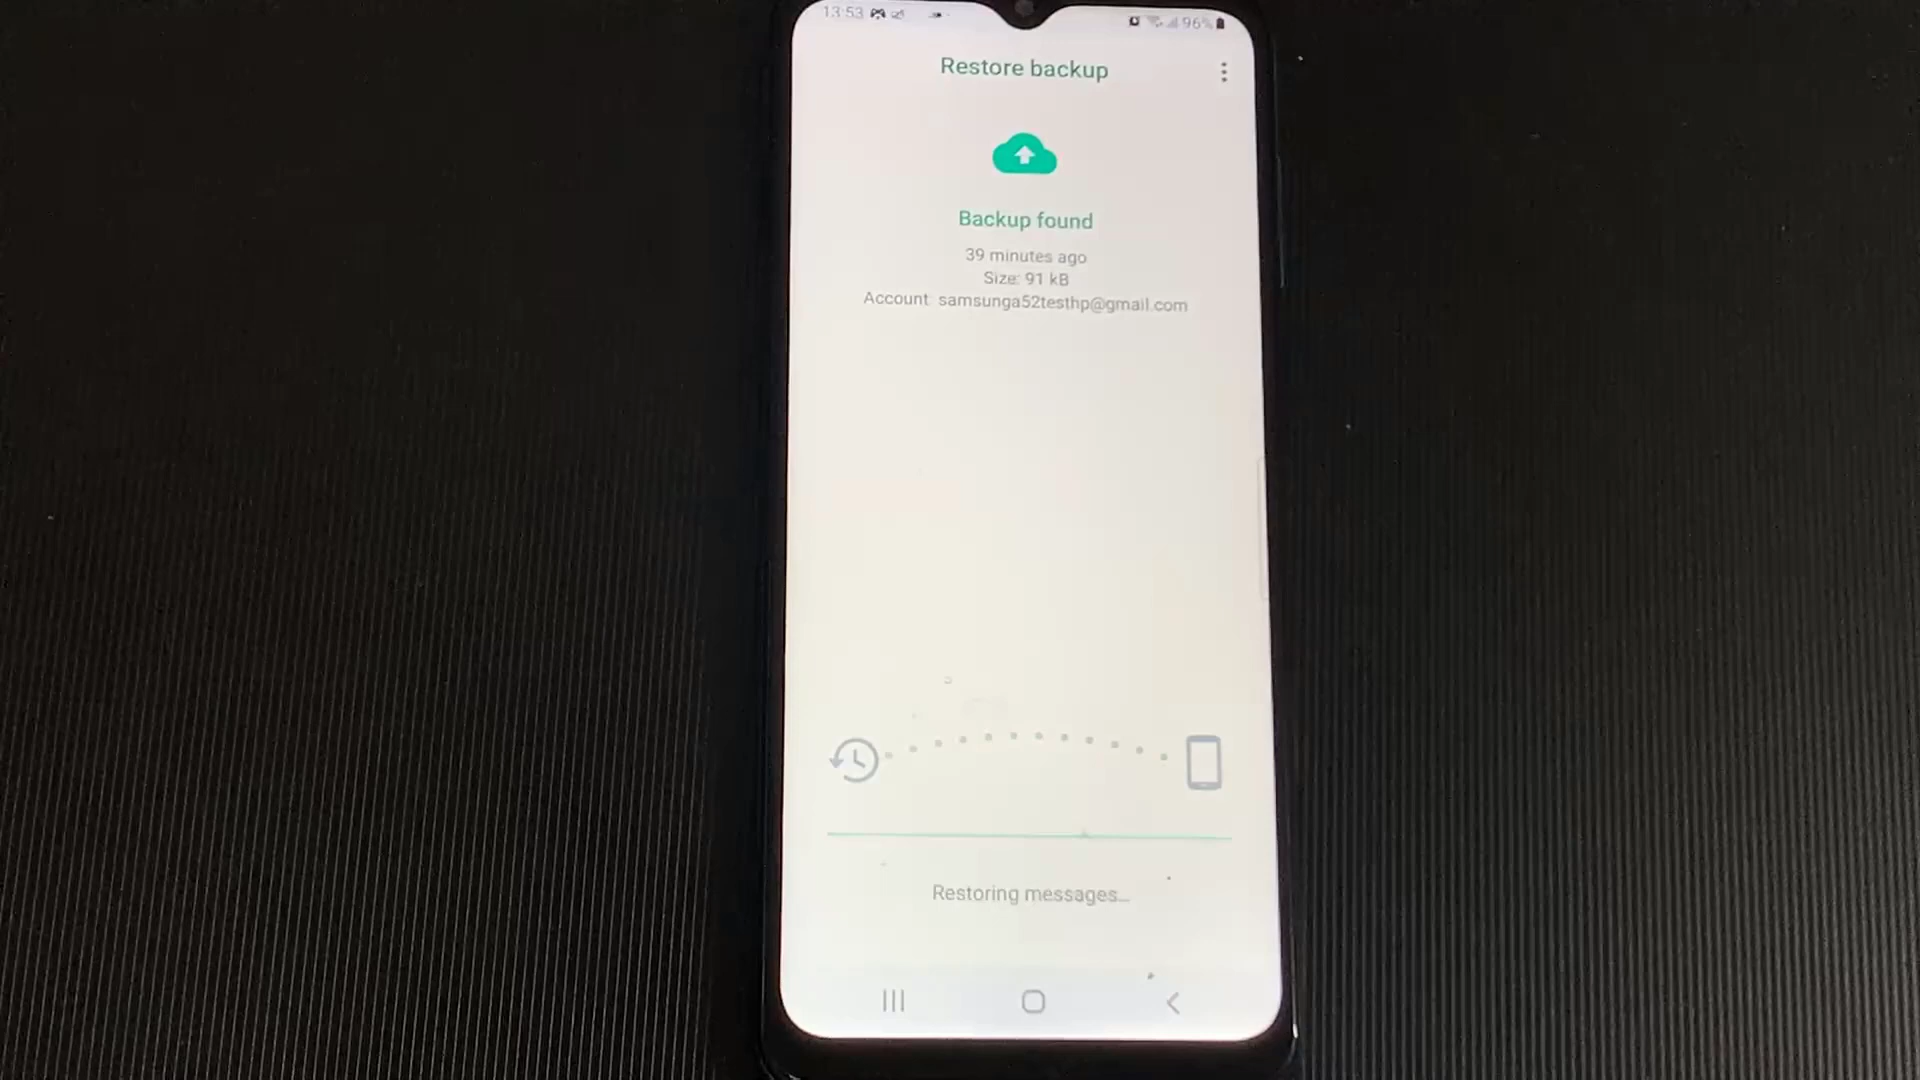 13:53
96%
Restore backup
Backup found
39 minutes ago
Size: 91 kB
Account: samsunga52testhp@gmail.com
Restoring messages...